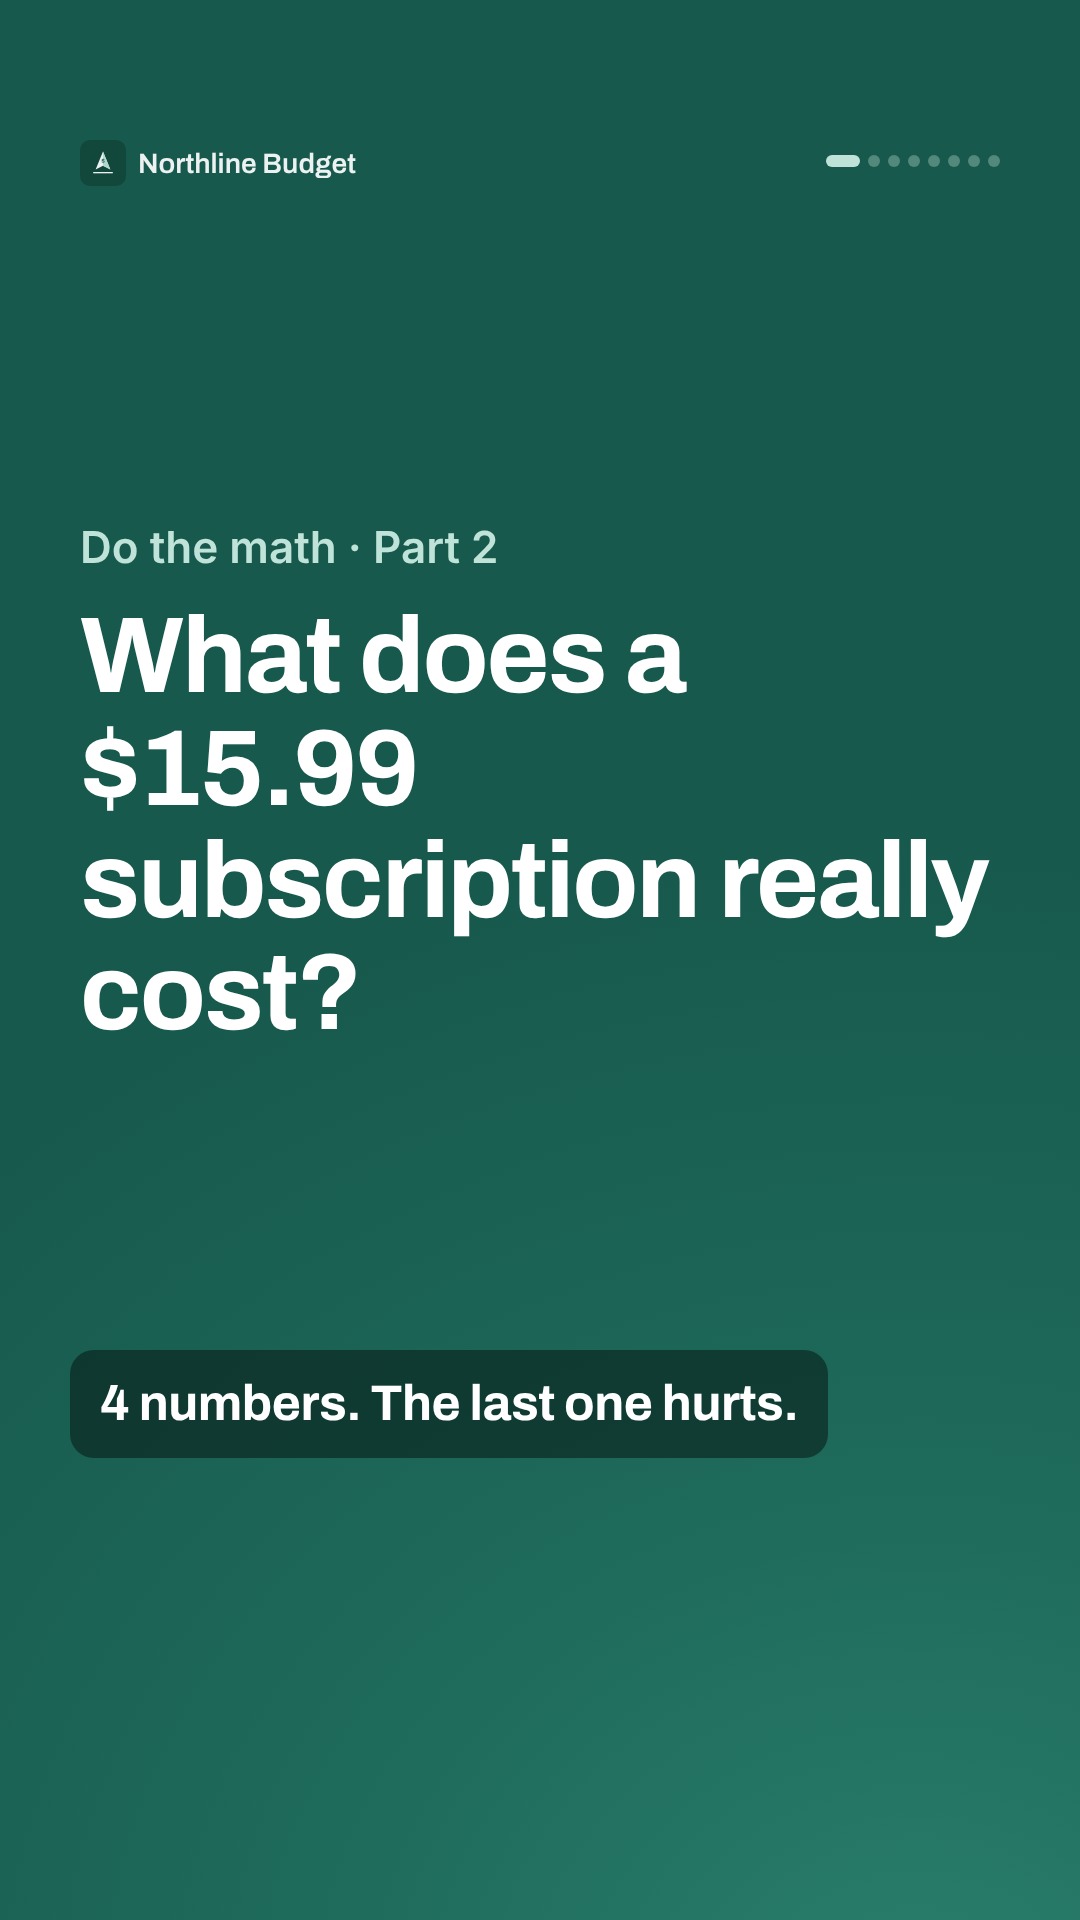 Northline Budget
Do the math · Part 2
What does a
$15.99
subscription really
cost?
4 numbers. The last one hurts.